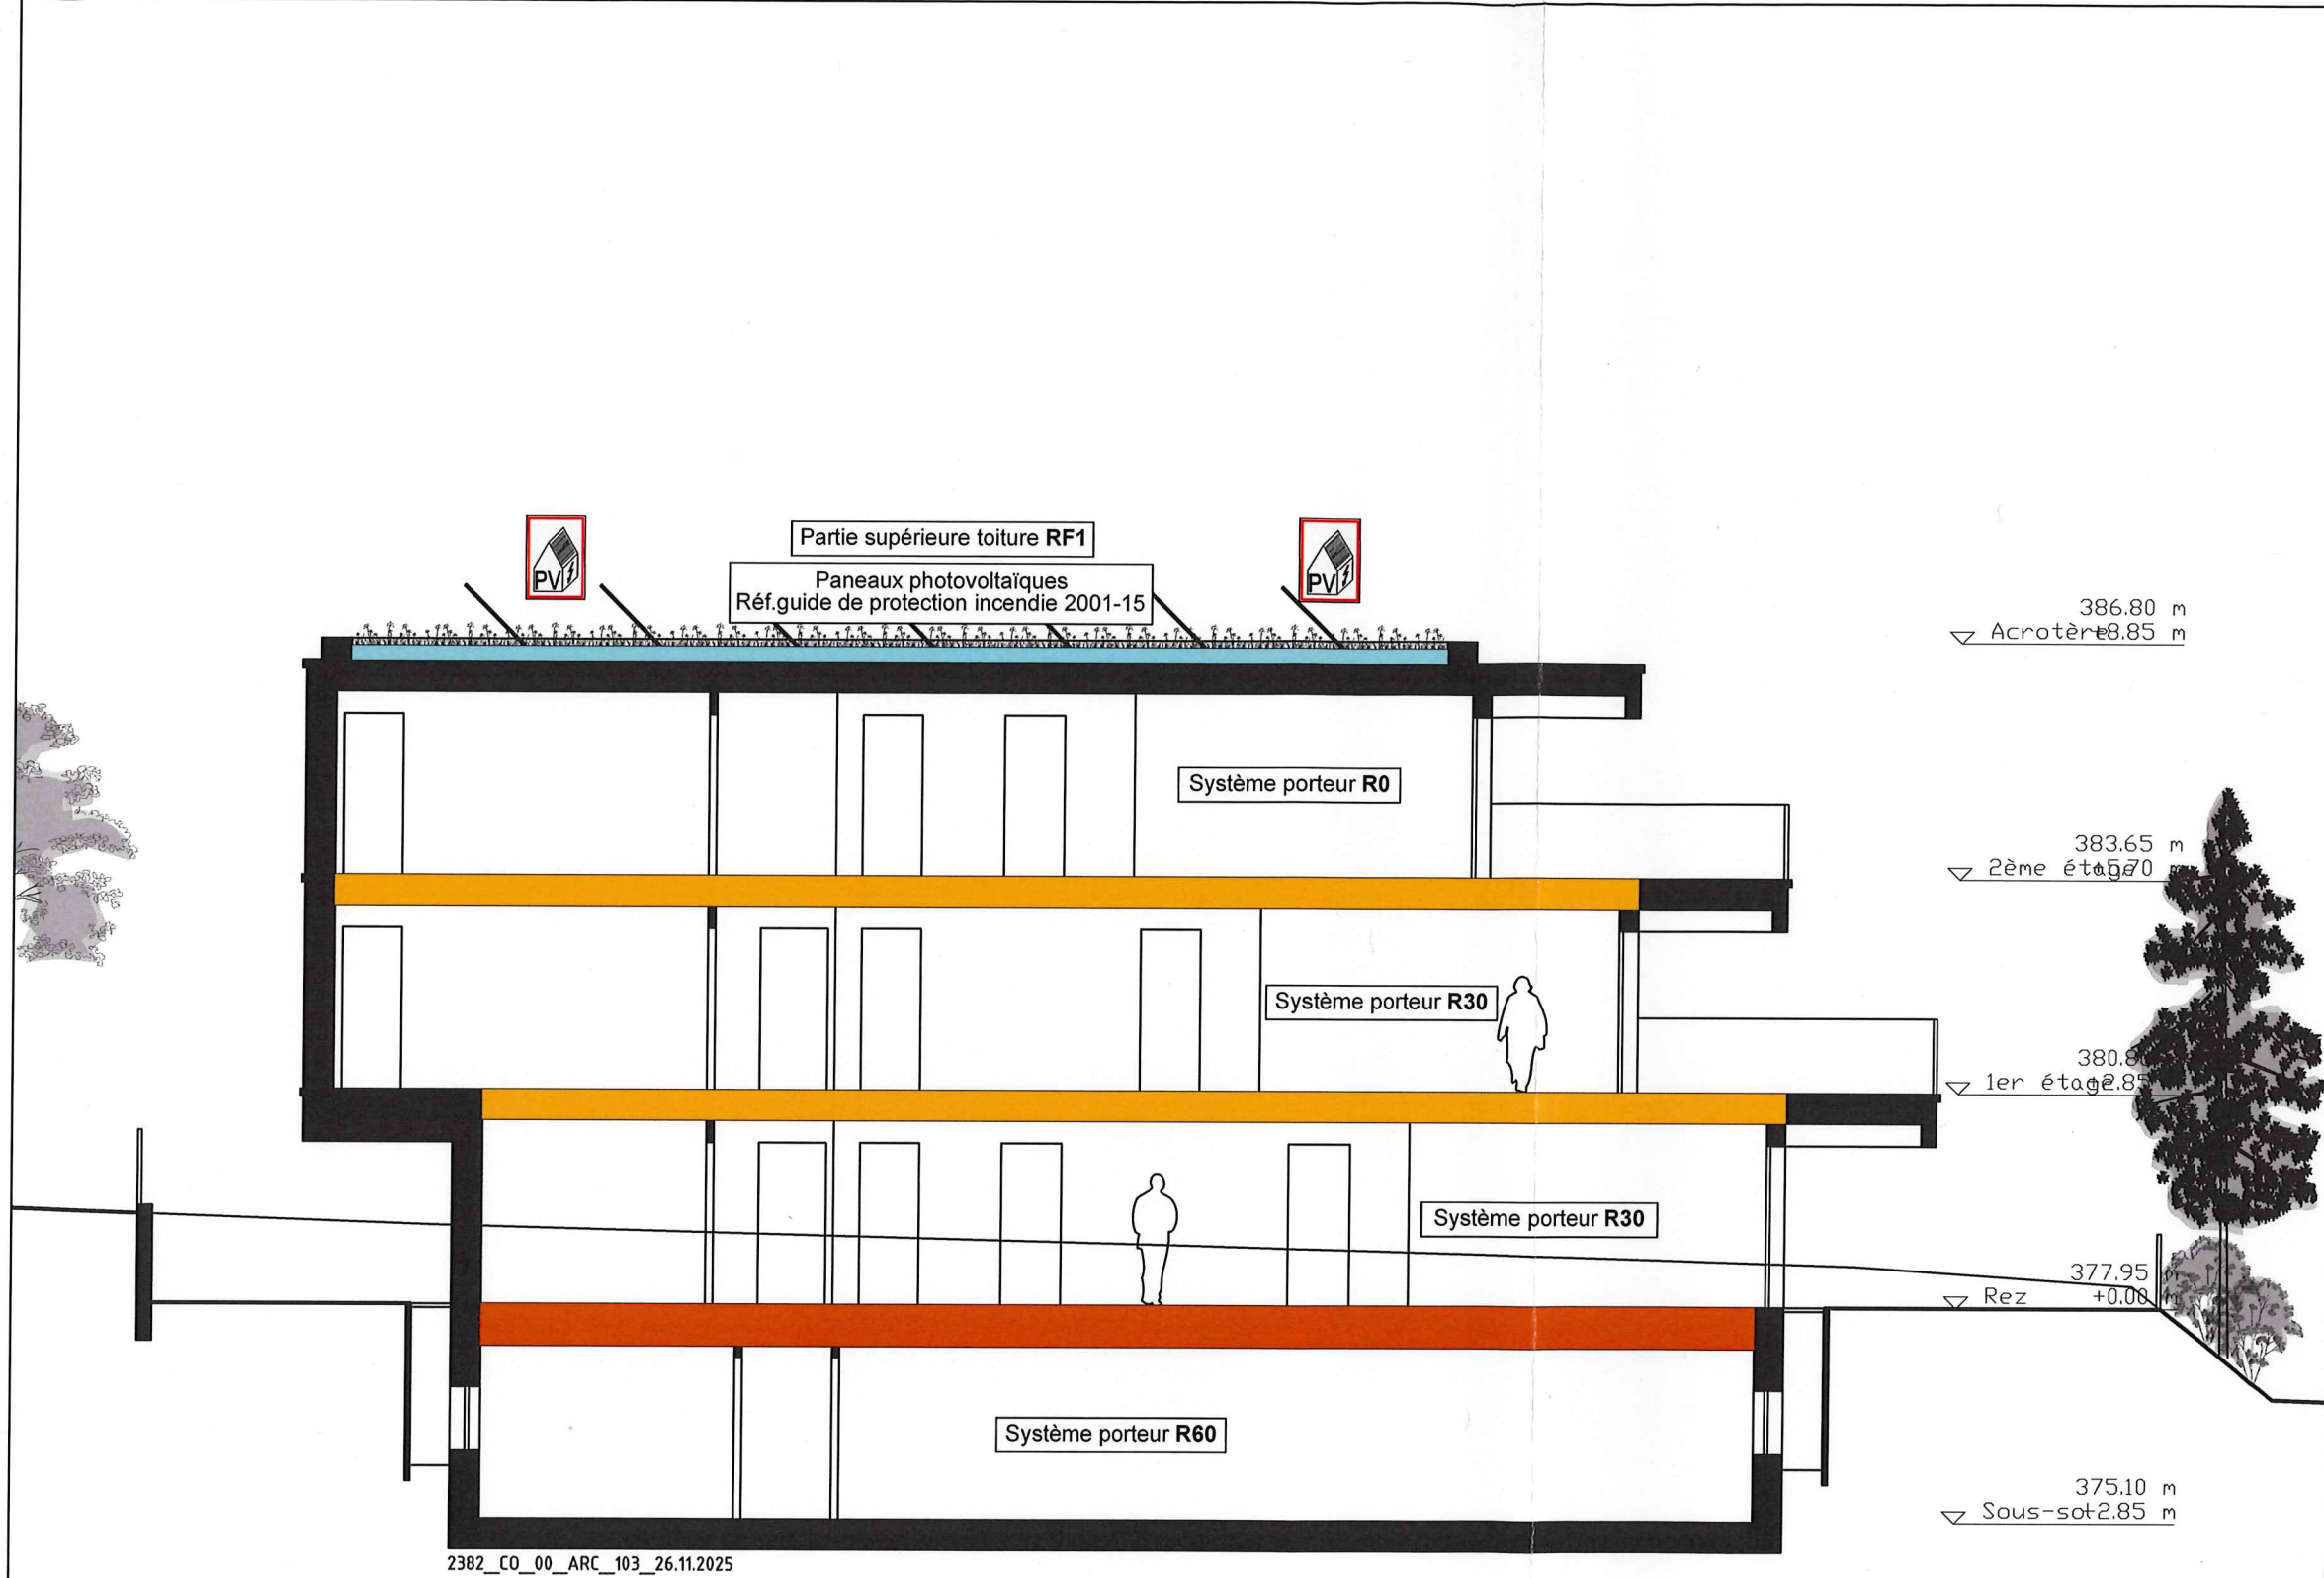 Partie supérieure toiture RF1
PV
Paneaux photovoltaïques
Réf.guide de protection incendie 2001-15
PV
386.80 m
Acrotère +8.85 m
Système porteur R0
383.65 m
2ème étage +5.70 m
Système porteur R30
380.8
1er étage +2.85
Système porteur R30
377.95 m
Rez +0.00 m
Système porteur R60
375.10 m
Sous-sol -2.85 m
2382_CO_00_ARC_103_26.11.2025